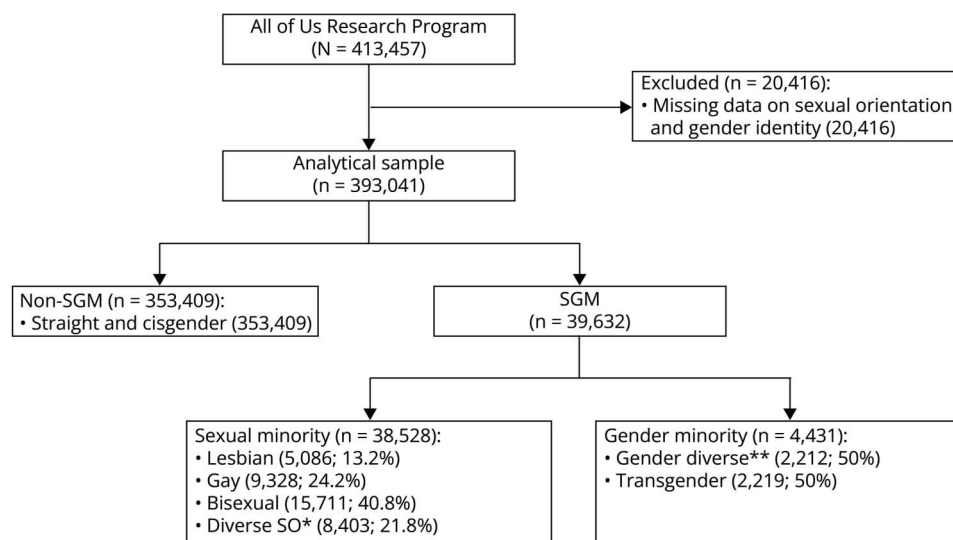 All of Us Research Program
(N = 413,457)
Excluded (n = 20,416):
• Missing data on sexual orientation
and gender identity (20,416)
Analytical sample
(n = 393,041)
Non-SGM (n = 353,409):
• Straight and cisgender (353,409)
SGM
(n = 39,632)
Sexual minority (n = 38,528):
• Lesbian (5,086; 13.2%)
• Gay (9,328; 24.2%)
• Bisexual (15,711; 40.8%)
• Diverse SO* (8,403; 21.8%)
Gender minority (n = 4,431):
• Gender diverse** (2,212; 50%)
• Transgender (2,219; 50%)